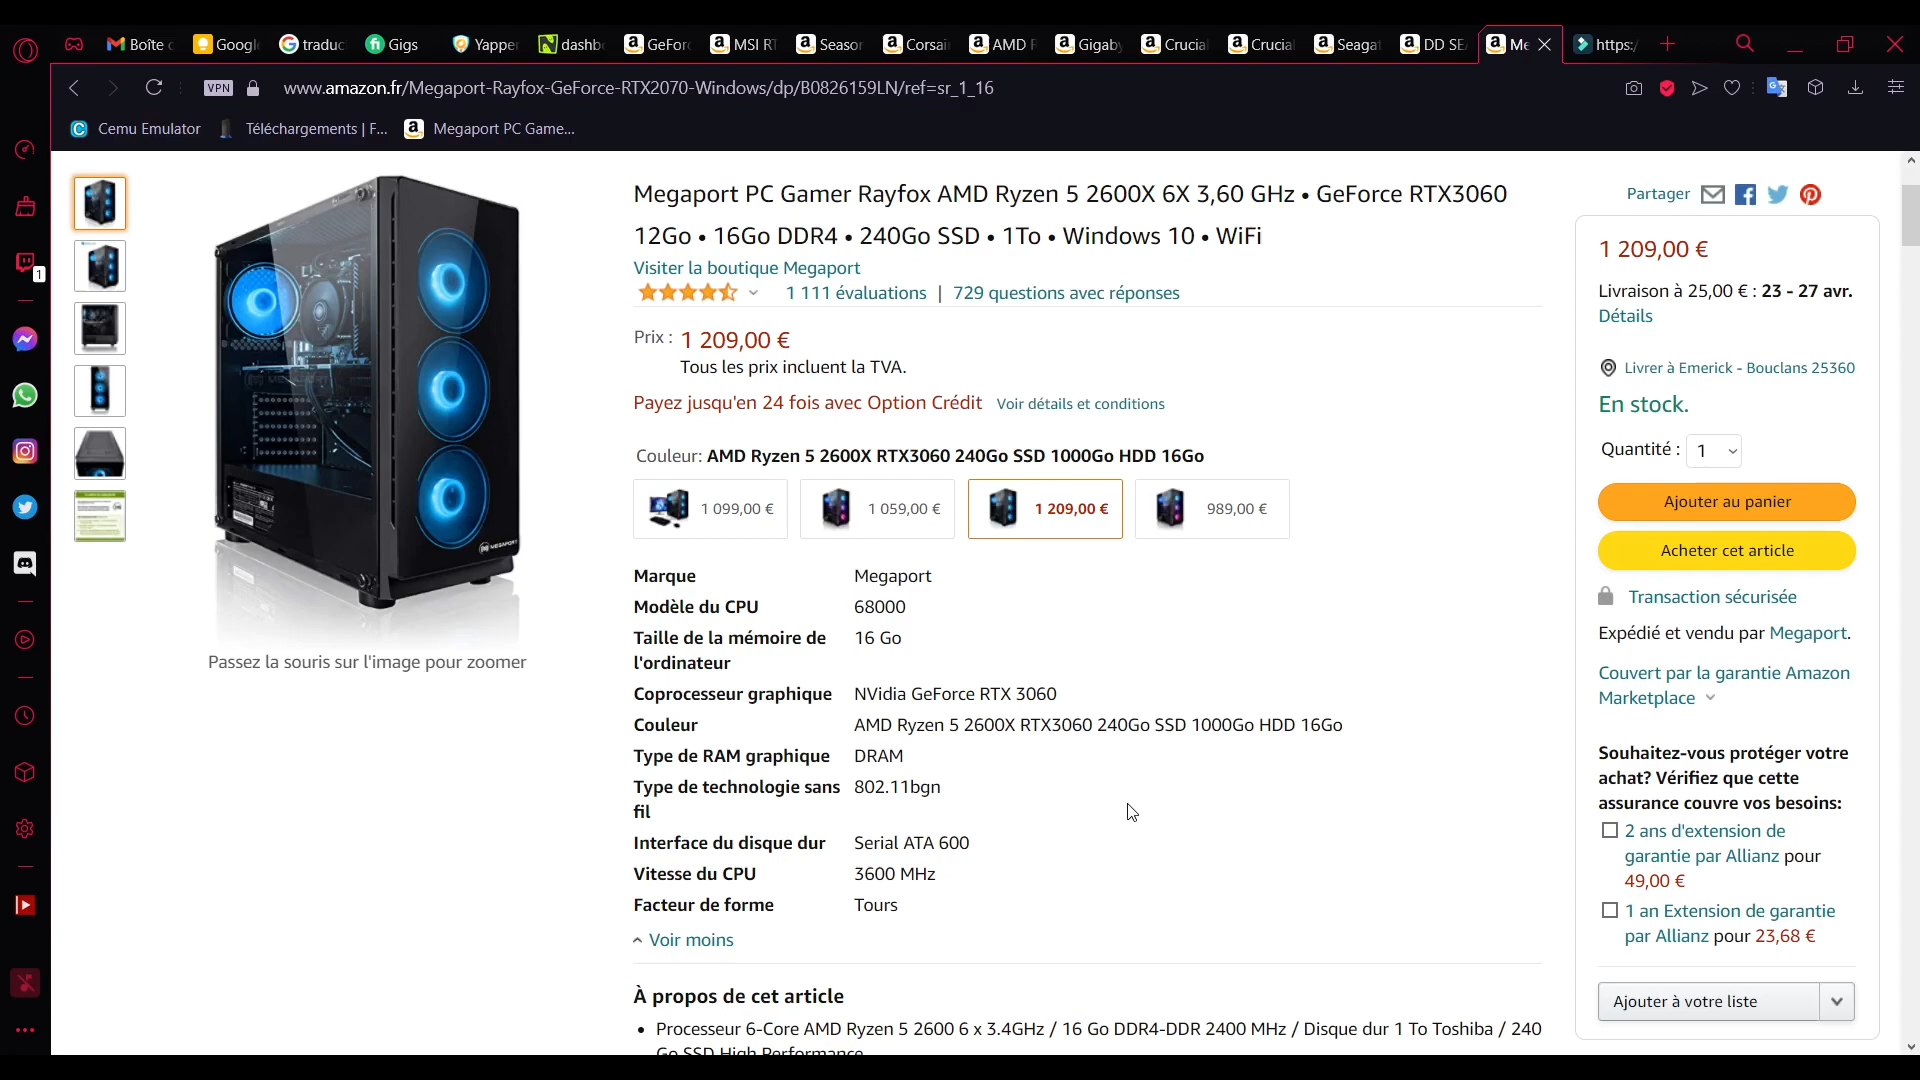 Boîte
Googl
traduc
Gigs
Yapper
dashb
GeFor
MSI RT
Seasor
Corsai
AMD
Gigaby
Crucial
Crucial
Seagat
DD SE
Me
https:/
VPN
www.amazon.fr/Megaport-Rayfox-GeForce-RTX2070-Windows/dp/B0826159LN/ref=sr_1_16
Cemu Emulator
Téléchargements | F...
Megaport PC Game...
1
Megaport PC Gamer Rayfox AMD Ryzen 5 2600X 6X 3,60 GHz • GeForce RTX3060
12Go • 16Go DDR4 • 240Go SSD • 1To • Windows 10 • WiFi
Visiter la boutique Megaport
1 111 évaluations | 729 questions avec réponses
Prix : 1 209,00 €
Tous les prix incluent la TVA.
Payez jusqu'en 24 fois avec Option Crédit Voir détails et conditions
Couleur: AMD Ryzen 5 2600X RTX3060 240Go SSD 1000Go HDD 16Go
1 099,00 €
1 059,00 €
1 209,00 €
989,00 €
MEGAPORT
Passez la souris sur l'image pour zoomer
Marque Megaport
Modèle du CPU 68000
Taille de la mémoire de 16 Go
l'ordinateur
Coprocesseur graphique NVidia GeForce RTX 3060
Couleur AMD Ryzen 5 2600X RTX3060 240Go SSD 1000Go HDD 16Go
Type de RAM graphique DRAM
Type de technologie sans 802.11bgn
fil
Interface du disque dur Serial ATA 600
Vitesse du CPU 3600 MHz
Facteur de forme Tours
Voir moins
À propos de cet article
• Processeur 6-Core AMD Ryzen 5 2600 6 x 3.4GHz / 16 Go DDR4-DDR 2400 MHz / Disque dur 1 To Toshiba / 240
Go SSD High Performance
Partager
1 209,00 €
Livraison à 25,00 € : 23 - 27 avr.
Détails
Livrer à Emerick - Bouclans 25360
En stock.
Quantité : 1
Ajouter au panier
Acheter cet article
Transaction sécurisée
Expédié et vendu par Megaport.
Couvert par la garantie Amazon
Marketplace
Souhaitez-vous protéger votre
achat? Vérifiez que cette
assurance couvre vos besoins:
2 ans d'extension de
garantie par Allianz pour
49,00 €
1 an Extension de garantie
par Allianz pour 23,68 €
Ajouter à votre liste